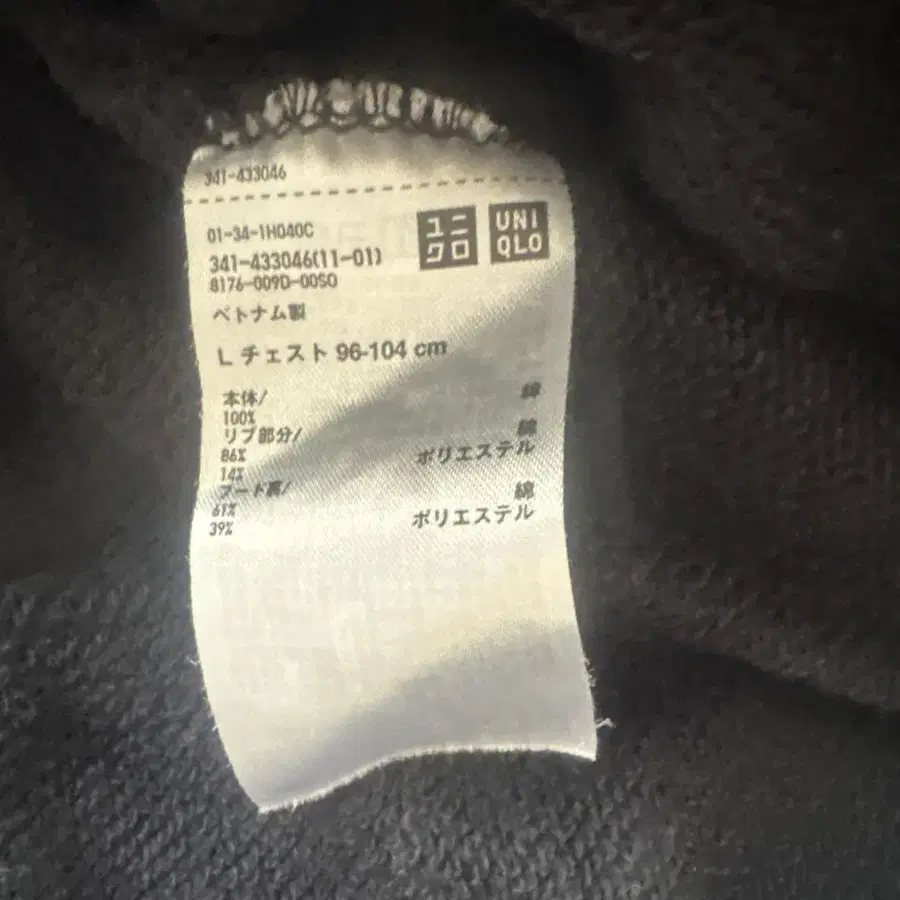 341-433046
ユニ
クロ
UNI
QLO
01-34-1H040C
341-433046(11-01)
8176-009D-00SO
ベトナム製
L チェスト 96-104 cm
本体/ 綿
100%
リブ部分/ 綿
86% ポリエステル
14%
フード裏/ 綿
61% ポリエステル
39%